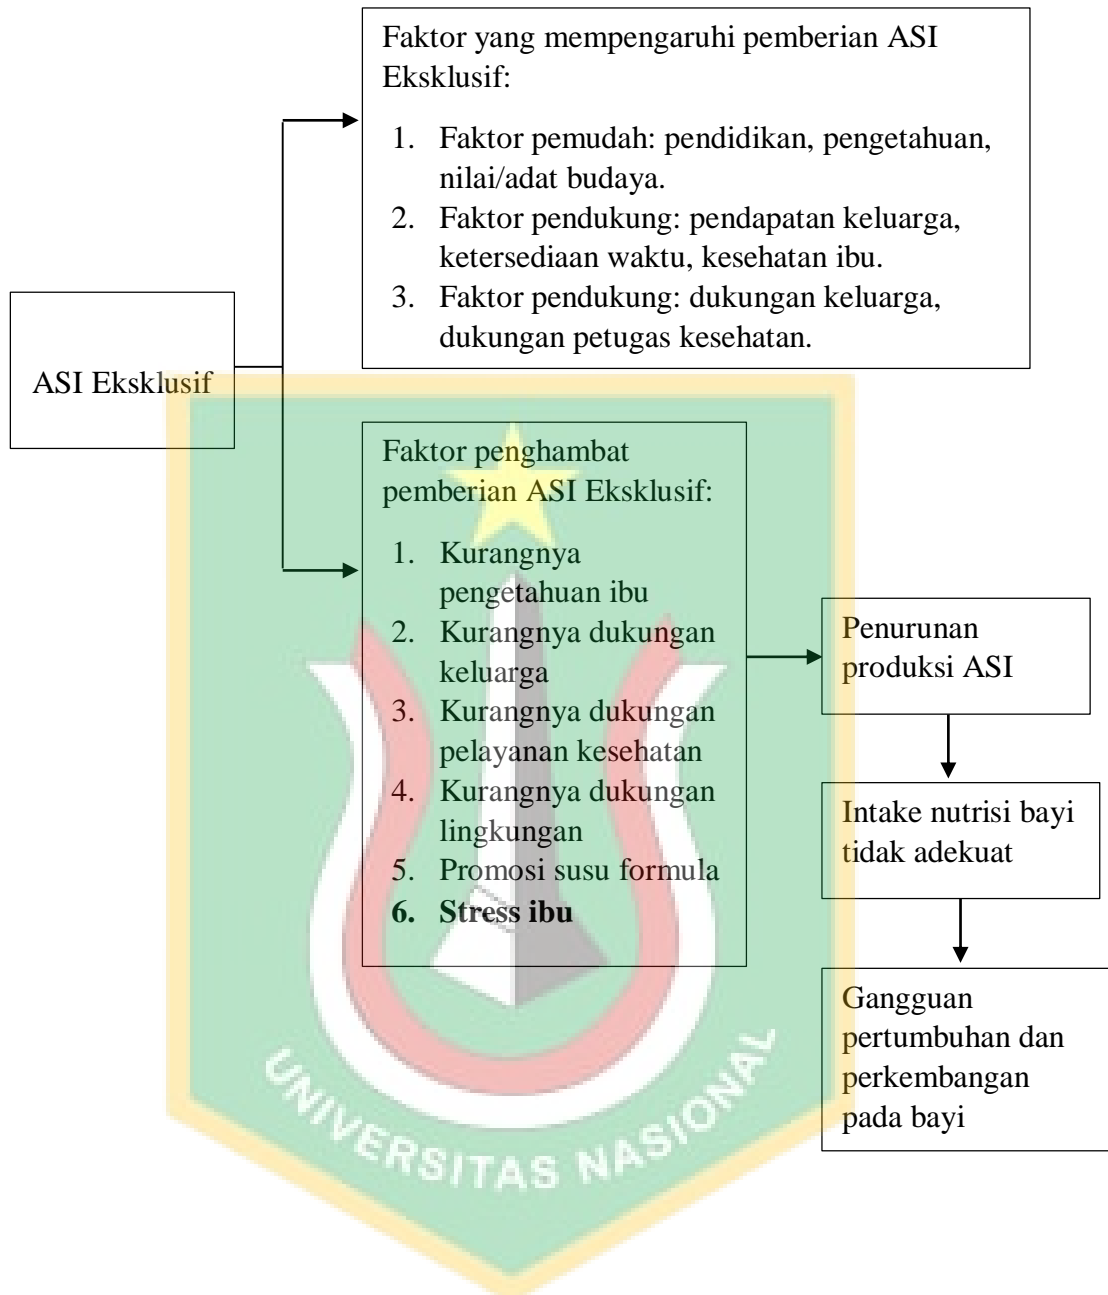 Faktor yang mempengaruhi pemberian ASI
Eksklusif:
1. Faktor pemudah: pendidikan, pengetahuan,
nilai/adat budaya.
2. Faktor pendukung: pendapatan keluarga,
ketersediaan waktu, kesehatan ibu.
3. Faktor pendukung: dukungan keluarga,
dukungan petugas kesehatan.
ASI Eksklusif
Faktor penghambat
pemberian ASI Eksklusif:
1. Kurangnya
pengetahuan ibu
2. Kurangnya dukungan
keluarga
3. Kurangnya dukungan
pelayanan kesehatan
4. Kurangnya dukungan
lingkungan
5. Promosi susu formula
6. Stress ibu
Penurunan
produksi ASI
Intake nutrisi bayi
tidak adekuat
Gangguan
pertumbuhan dan
perkembangan
pada bayi
UNIVERSITAS NASIONAL